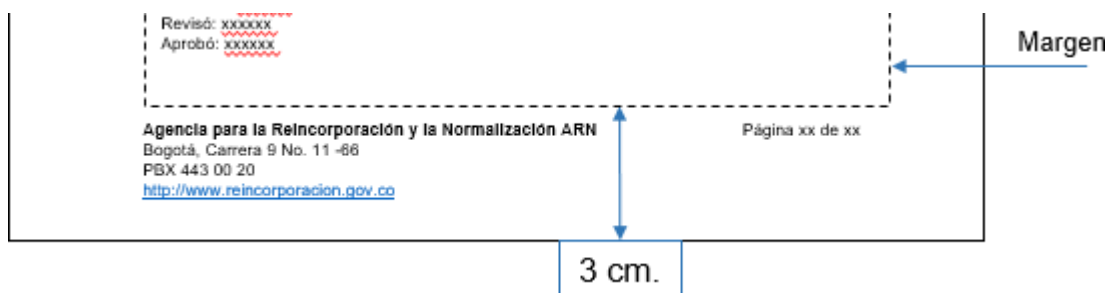 Revisó: xxxxxx
Aprobó: xxxxxx
Margen
Agencia para la Reincorporación y la Normalización ARN
Página xx de xx
Bogotá, Carrera 9 No. 11 -66
PBX 443 00 20
http://www.reincorporacion.gov.co
3 cm.